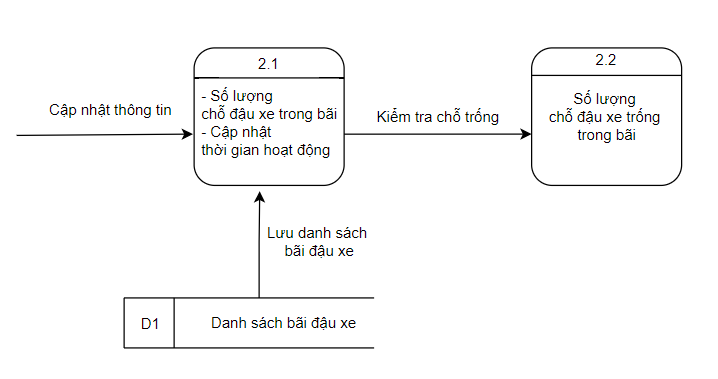 2.1
2.2
Cập nhật thông tin
- Số lượng
chỗ đậu xe trong bãi
- Cập nhật
thời gian hoạt động
Kiểm tra chỗ trống
Số lượng
chỗ đậu xe trống
trong bãi
Lưu danh sách
bãi đậu xe
D1
Danh sách bãi đậu xe